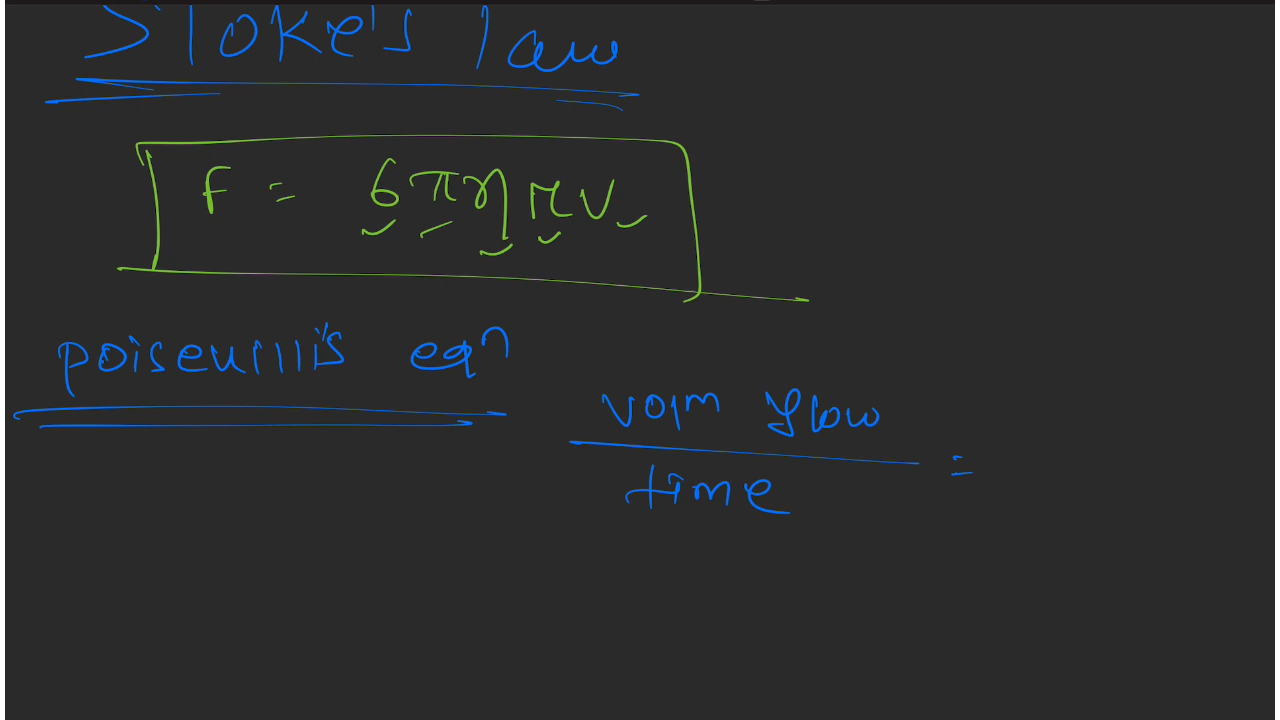 Stoke's law
F = 6πηrv
poiseuilli's eqn
volm flow
time =